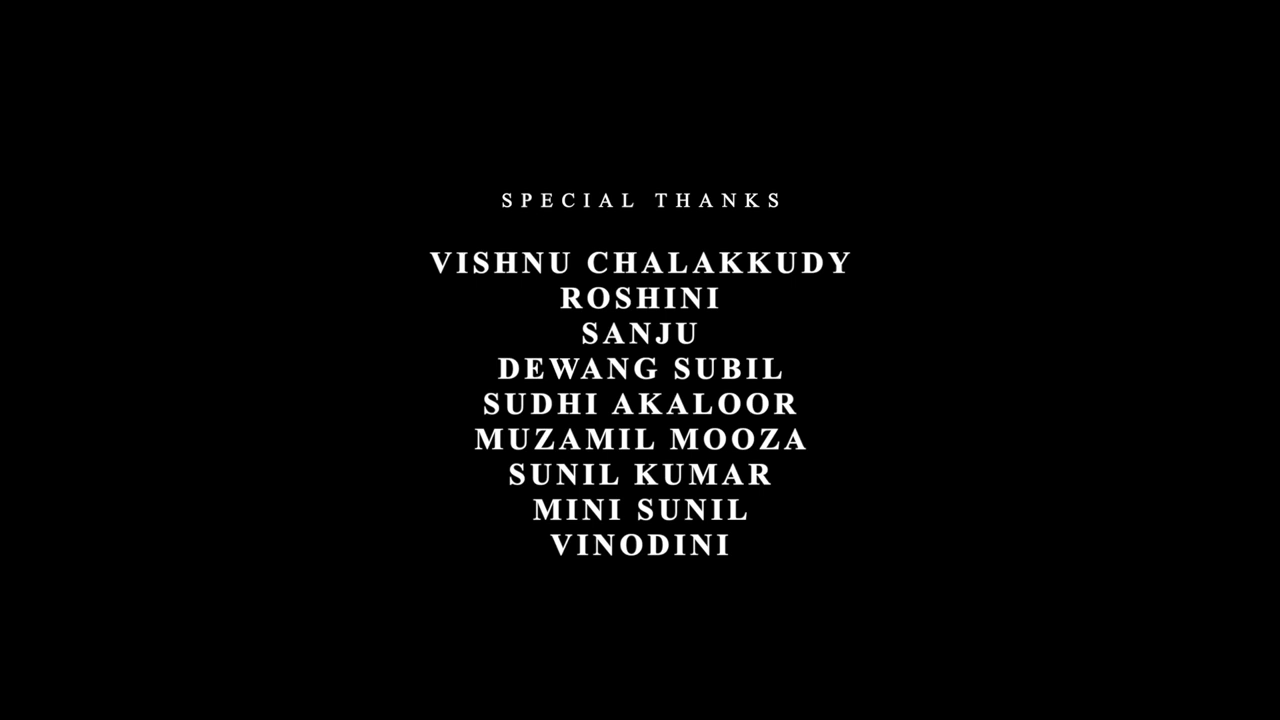 SPECIAL THANKS
VISHNU CHALAKKUDY
ROSHINI
SANJU
DEWANG SUBIL
SUDHI AKALOOR
MUZAMIL MOOZA
SUNIL KUMAR
MINI SUNIL
VINODINI